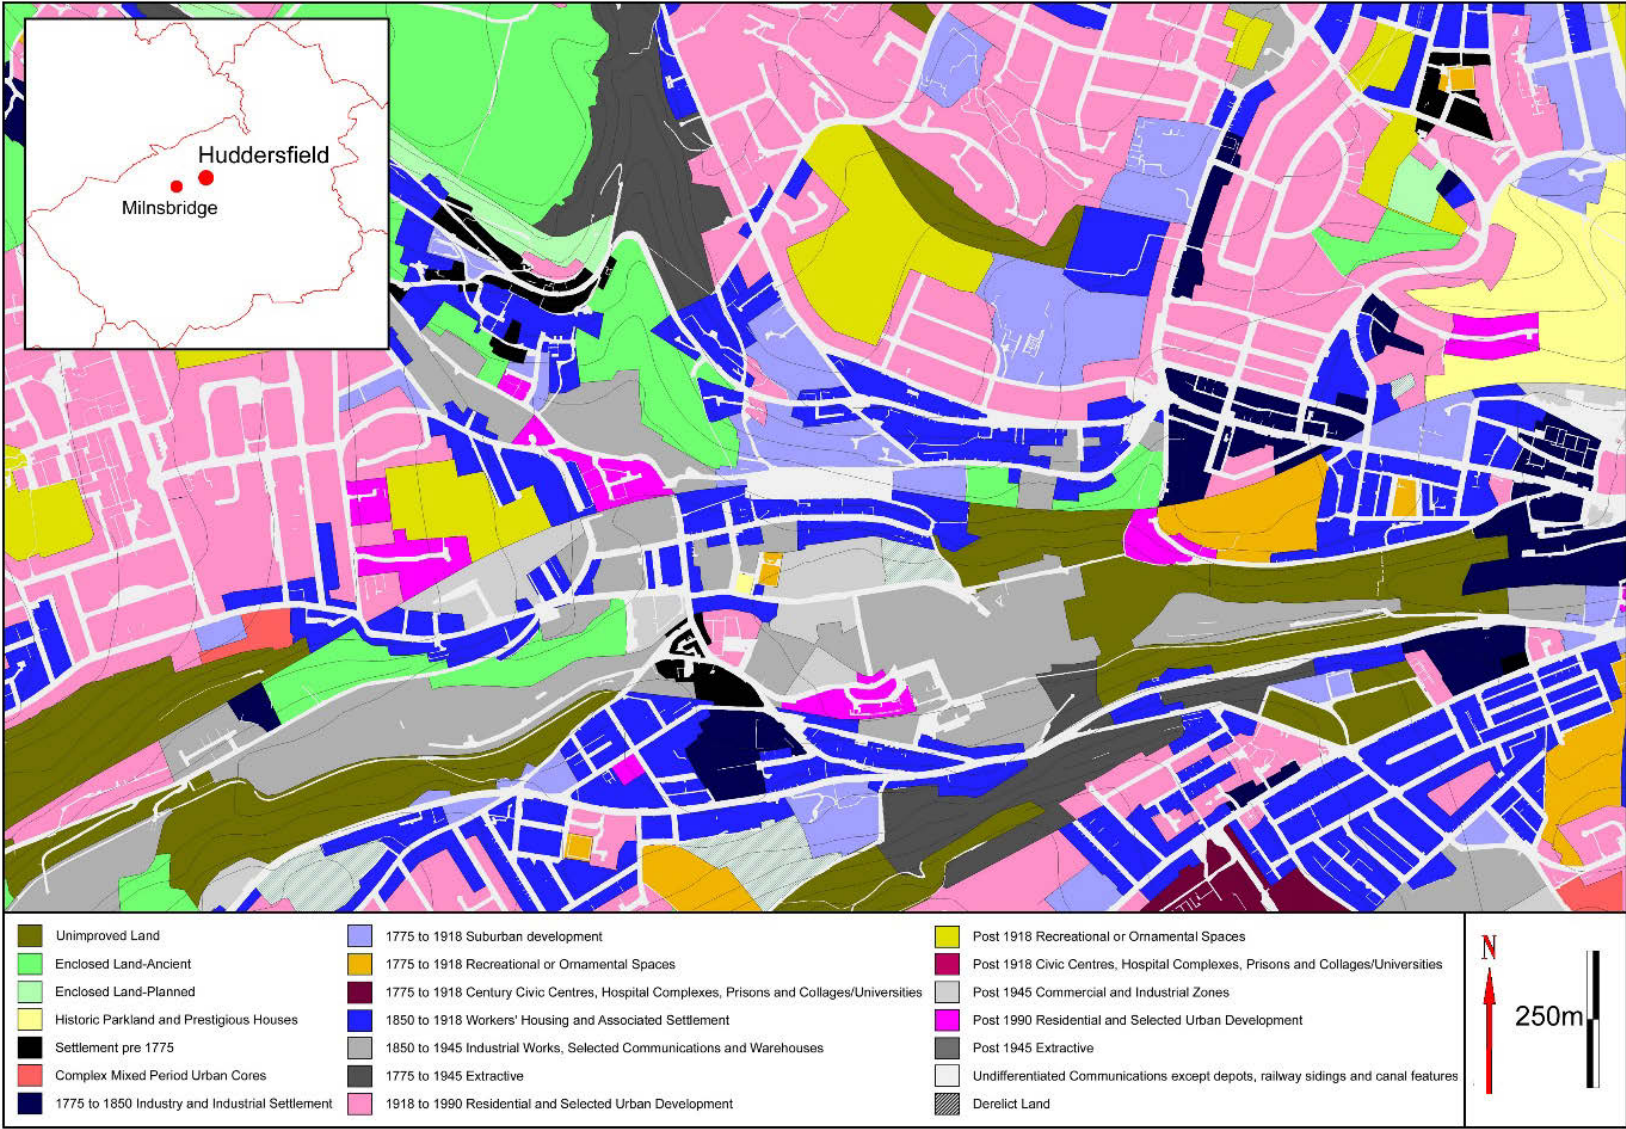 Huddersfield
Milnsbridge
Unimproved Land
Enclosed Land-Ancient
Enclosed Land-Planned
Historic Parkland and Prestigious Houses
Settlement pre 1775
Complex Mixed Period Urban Cores
1775 to 1850 Industry and Industrial Settlement
1775 to 1918 Suburban development
1775 to 1918 Recreational or Ornamental Spaces
1775 to 1918 Century Civic Centres, Hospital Complexes, Prisons and Collages/Universities
1850 to 1918 Workers' Housing and Associated Settlement
1850 to 1945 Industrial Works, Selected Communications and Warehouses
1775 to 1945 Extractive
1918 to 1990 Residential and Selected Urban Development
Post 1918 Recreational or Ornamental Spaces
Post 1918 Civic Centres, Hospital Complexes, Prisons and Collages/Universities
Post 1945 Commercial and Industrial Zones
Post 1990 Residential and Selected Urban Development
Post 1945 Extractive
Undifferentiated Communications except depots, railway sidings and canal features
Derelict Land
N
250m